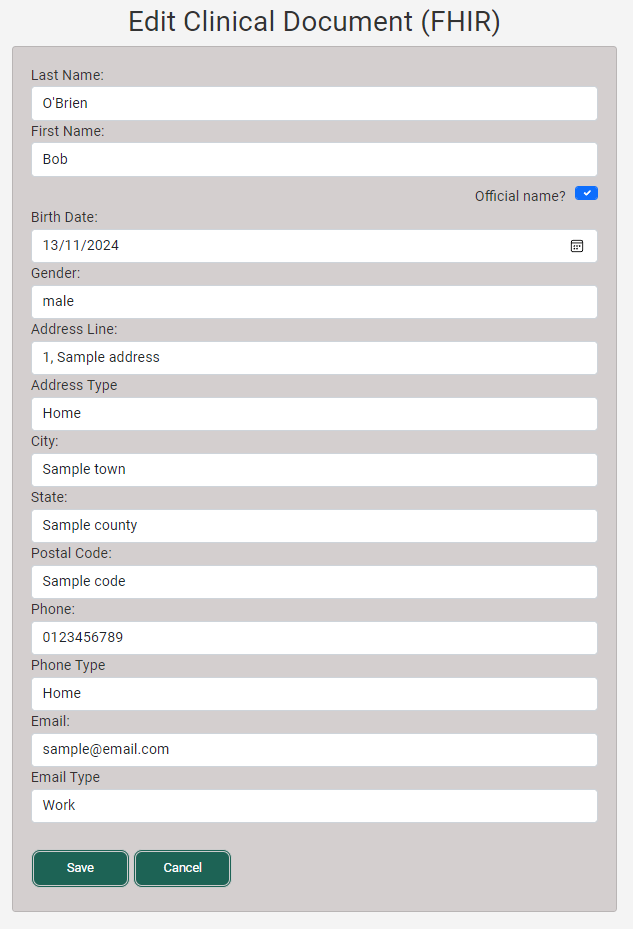 Edit Clinical Document (FHIR)
Last Name:
O'Brien
First Name:
Bob
Official name?
Birth Date:
13/11/2024
Gender:
male
Address Line:
1, Sample address
Address Type
Home
City:
Sample town
State:
Sample county
Postal Code:
Sample code
Phone:
0123456789
Phone Type
Home
Email:
sample@email.com
Email Type
Work
Save Cancel